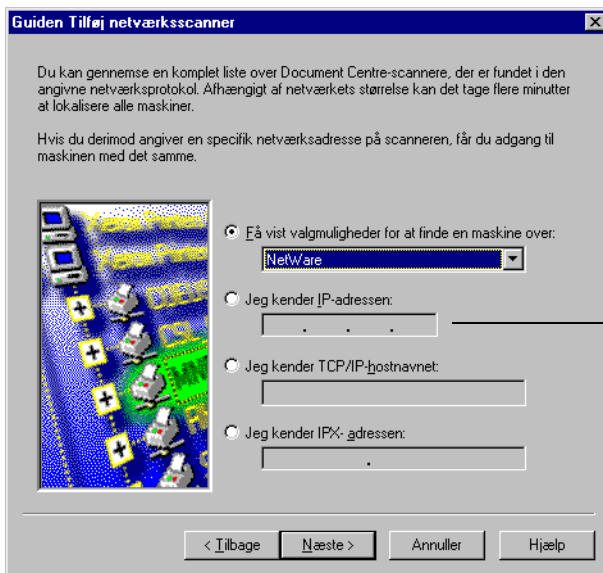 Guiden Tilføj netværksscanner
Du kan gennemse en komplet liste over Document Centre-scannere, der er fundet i den
angivne netværksprotokol. Afhængigt af netværkets størrelse kan det tage flere minutter
at lokalisere alle maskiner.
Hvis du derimod angiver en specifik netværksadresse på scanneren, får du adgang til
maskinen med det samme.
Få vist valgmuligheder for at finde en maskine over:
NetWare
Jeg kender IP-adressen:
. . .
Jeg kender TCP/IP-hostnavnet:
Jeg kender IPX- adressen:
.
< Tilbage Næste > Annuller Hjælp